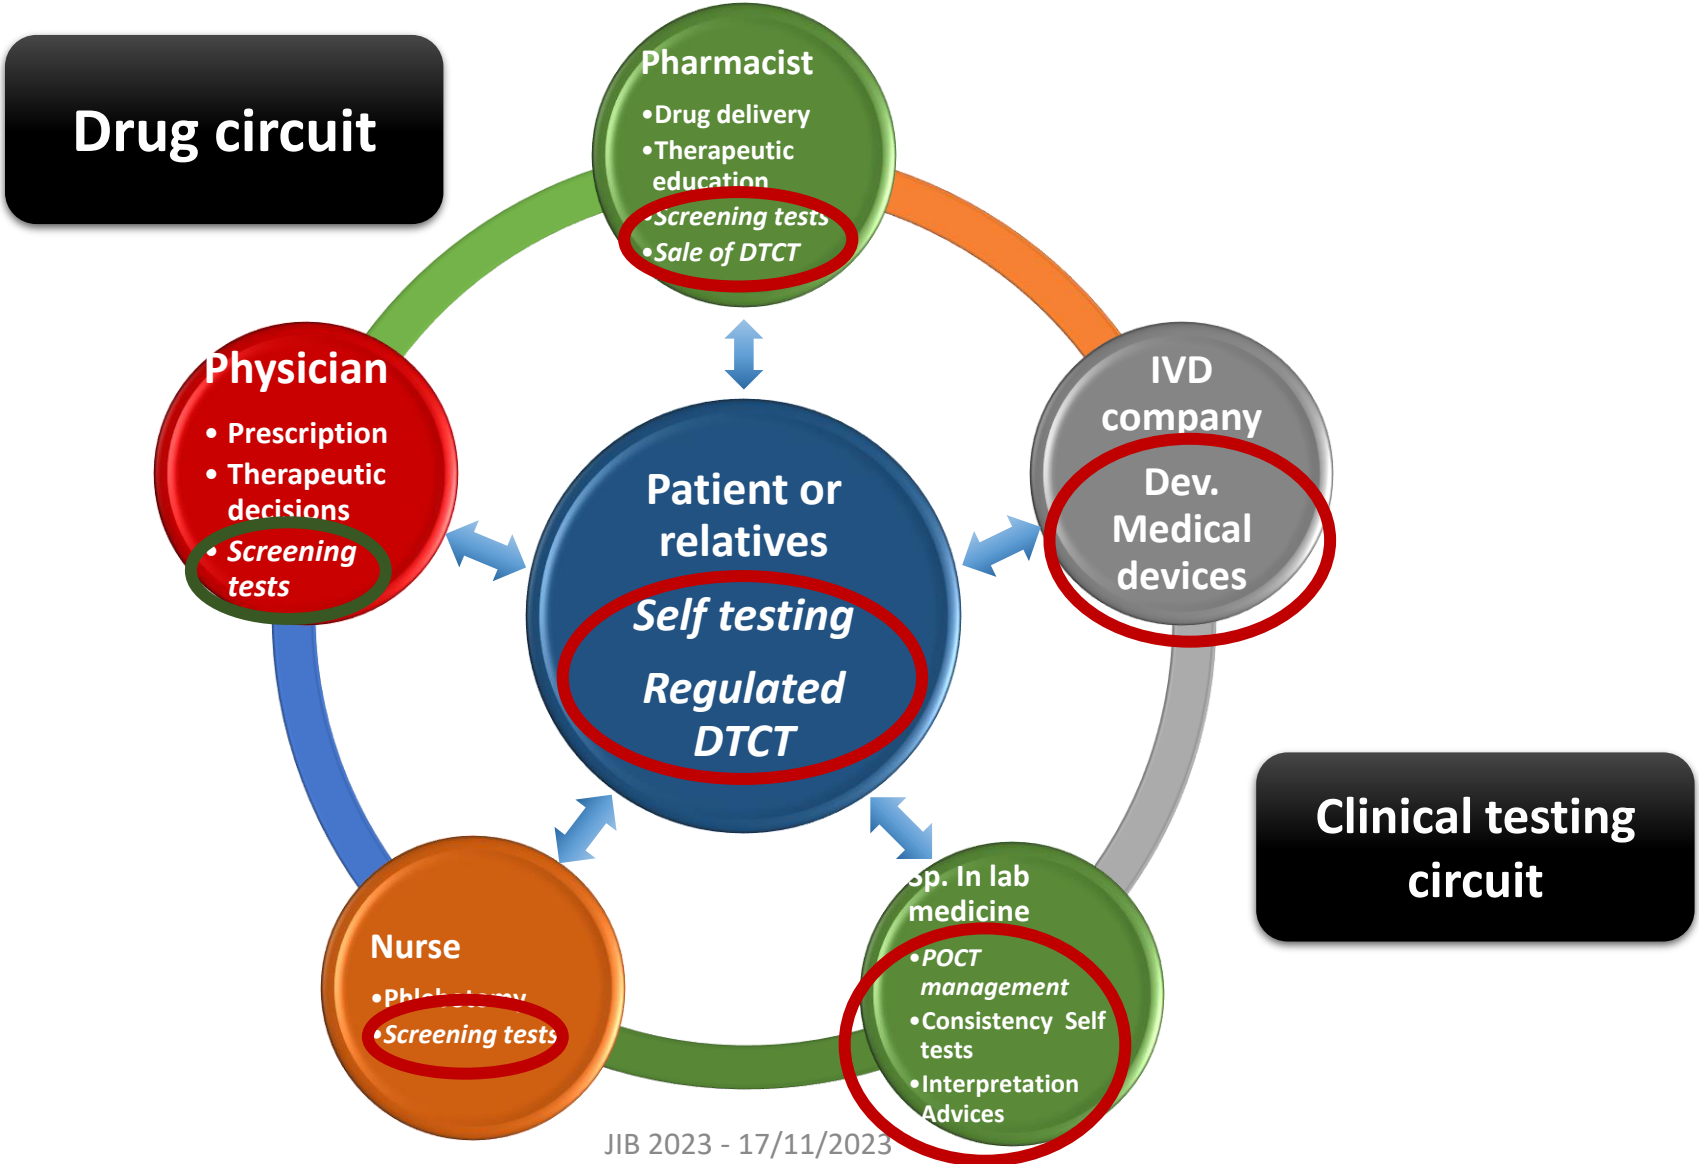 Drug circuit
Pharmacist
•Drug delivery
•Therapeutic
education
•Screening tests
•Sale of DTCT
Physician
• Prescription
• Therapeutic
decisions
• Screening
tests
IVD
company
Dev.
Medical
devices
Patient or
relatives
Self testing
Regulated
DTCT
Nurse
•Phlebotomy
•Screening tests
Sp. In lab
medicine
•POCT
management
•Consistency Self
tests
•Interpretation
Advices
Clinical testing
circuit
JIB 2023 - 17/11/2023